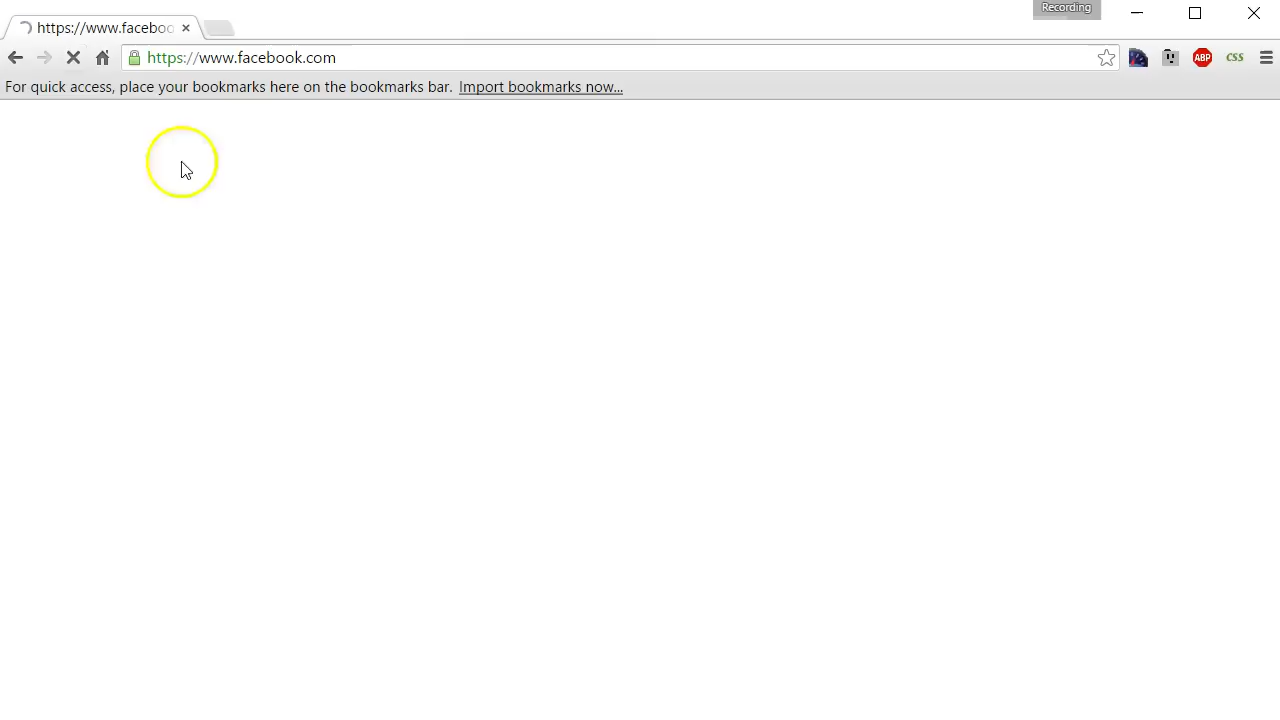 Recording
https://www.faceboo
https://www.facebook.com
ABP
CSS
For quick access, place your bookmarks here on the bookmarks bar. Import bookmarks now...